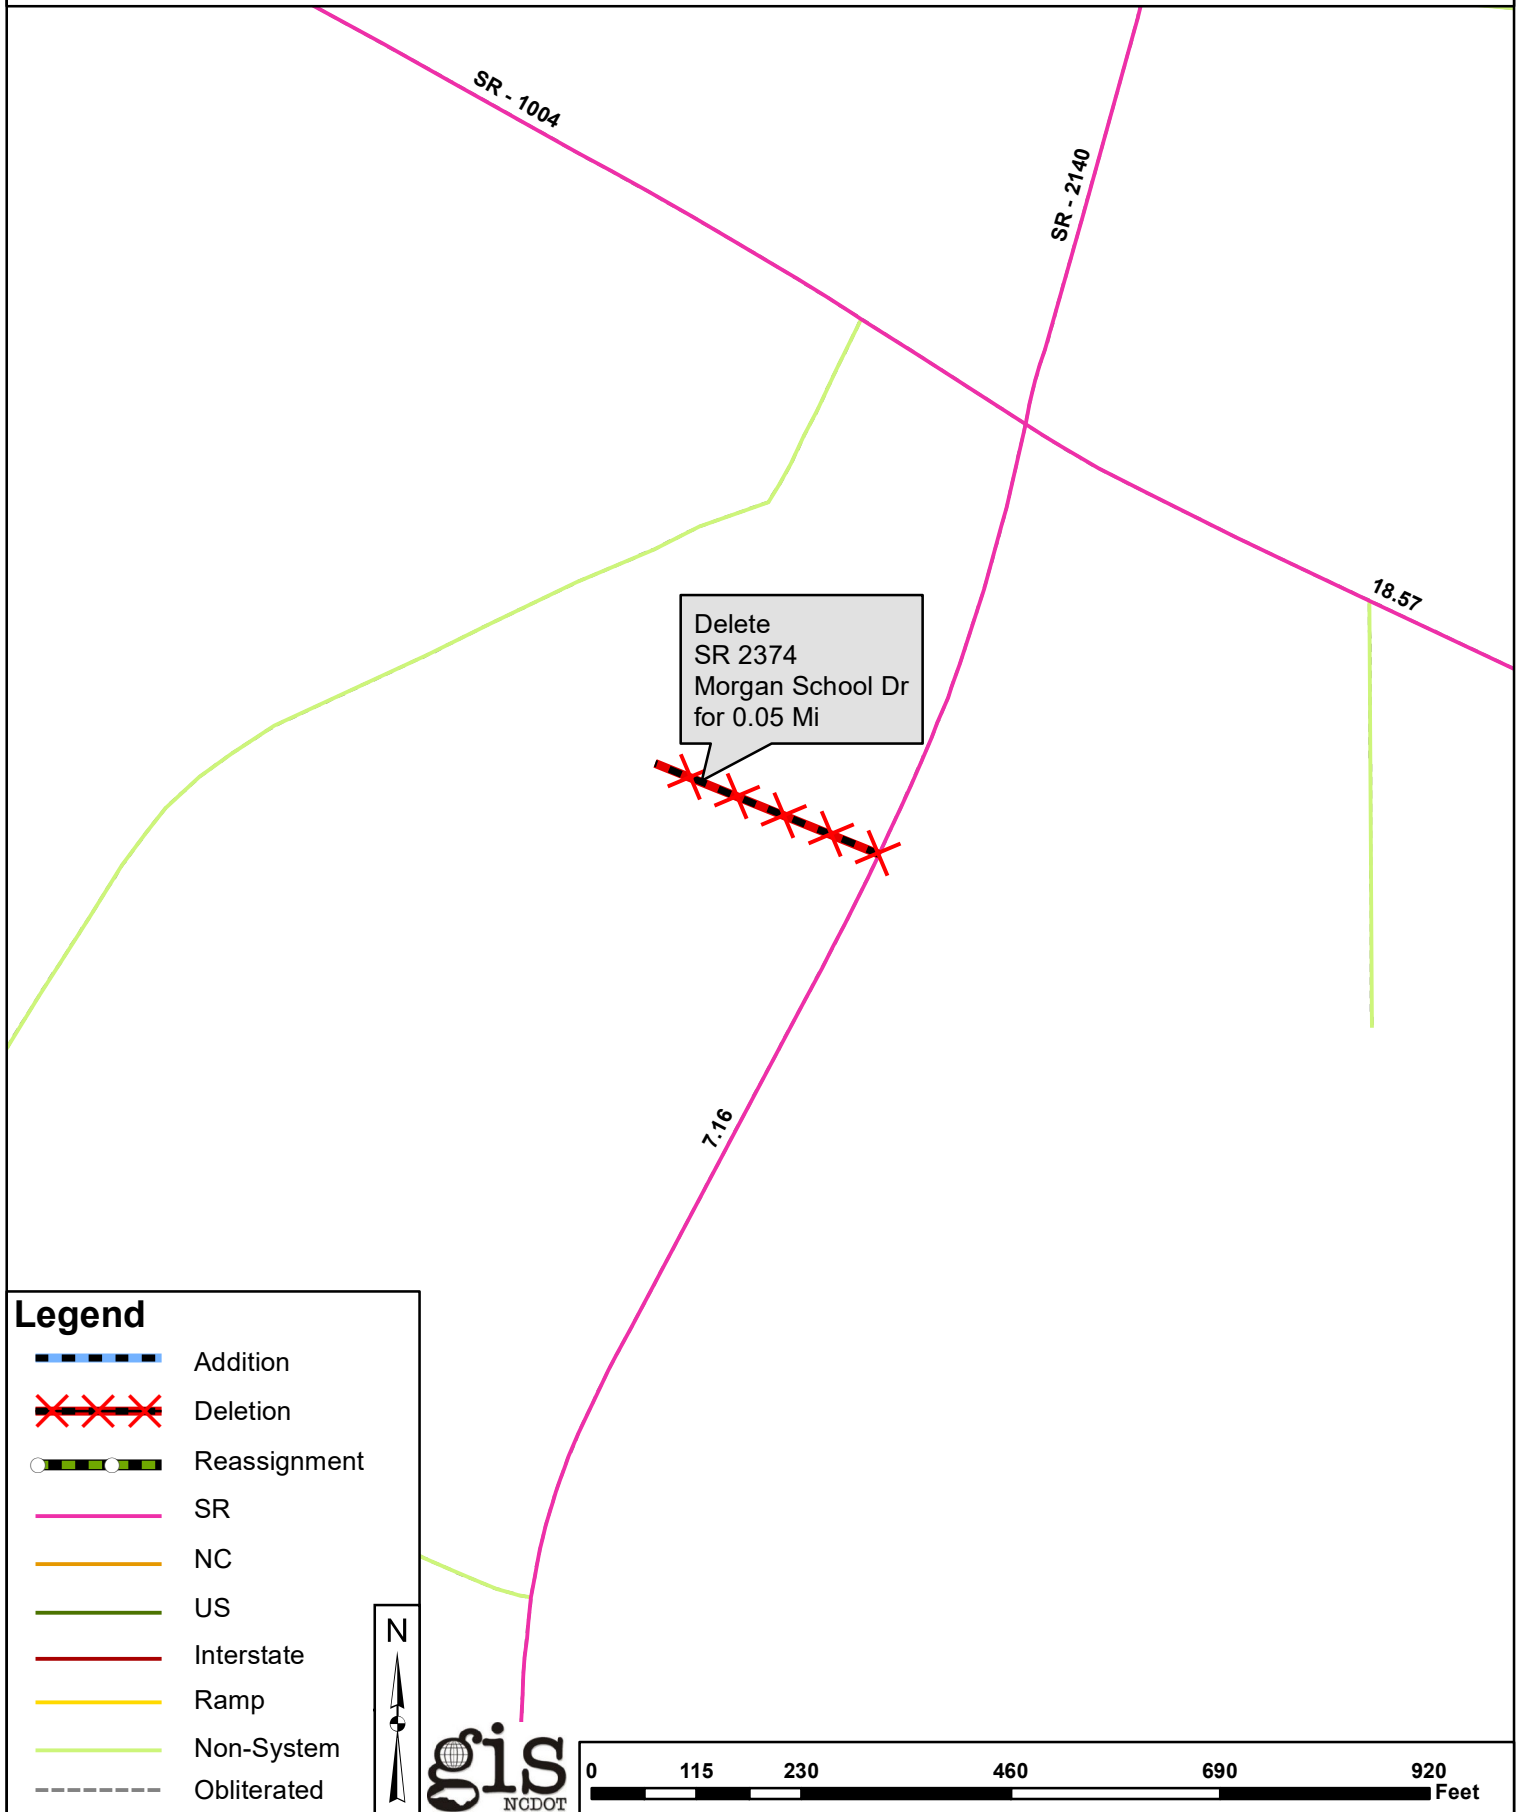 SR - 1004
SR - 2140
18.57
Delete
SR 2374
Morgan School Dr
for 0.05 Mi
7.16
Legend
Addition
Deletion
Reassignment
SR
NC
US
Interstate
Ramp
Non-System
Obliterated
N
gis
NCDOT
0 115 230 460 690 920
Feet